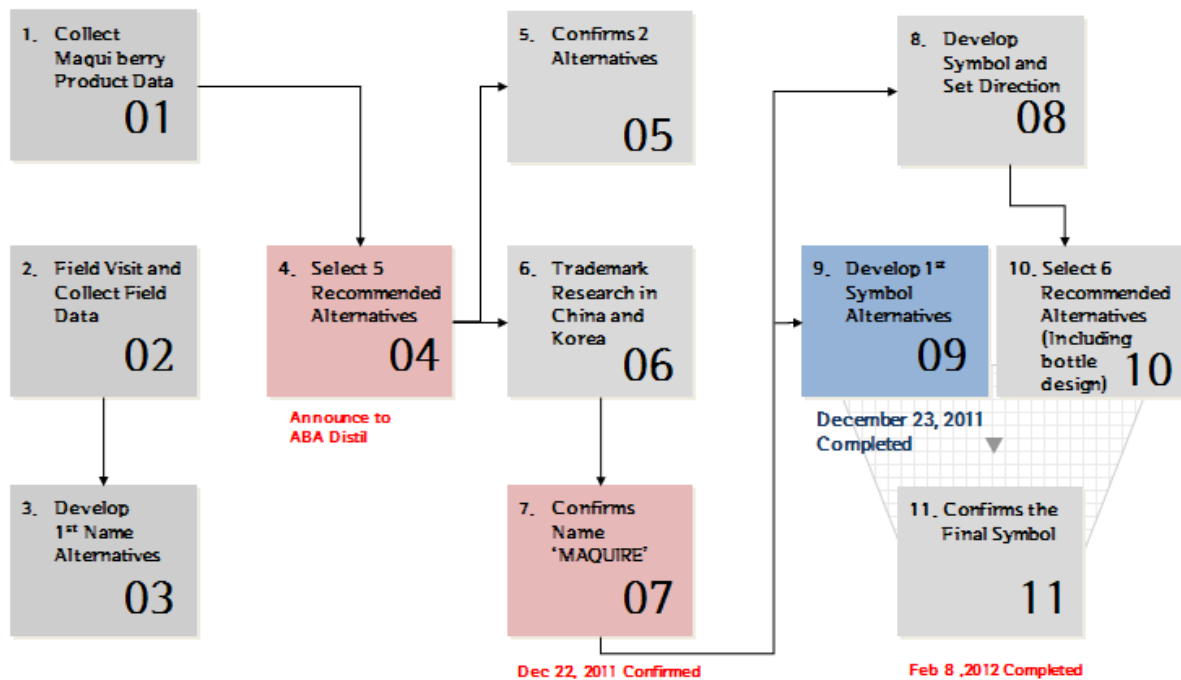 1. Collect
Maqui berry
Product Data
01
2. Field Visit and
Collect Field
Data
02
3. Develop
1st Name
Alternatives
03
4. Select 5
Recommended
Alternatives
04
Announce to
ABA Distil
5. Confirms 2
Alternatives
05
6. Trademark
Research in
China and
Korea
06
7. Confirms
Name
‘MAQUIRE’
07
Dec 22, 2011 Confirmed
8. Develop
Symbol and
Set Direction
08
9. Develop 1st
Symbol
Alternatives
09
December 23, 2011
Completed
10. Select 6
Recommended
Alternatives
(Including
bottle
design)
10
11. Confirms the
Final Symbol
11
Feb 8 ,2012 Completed